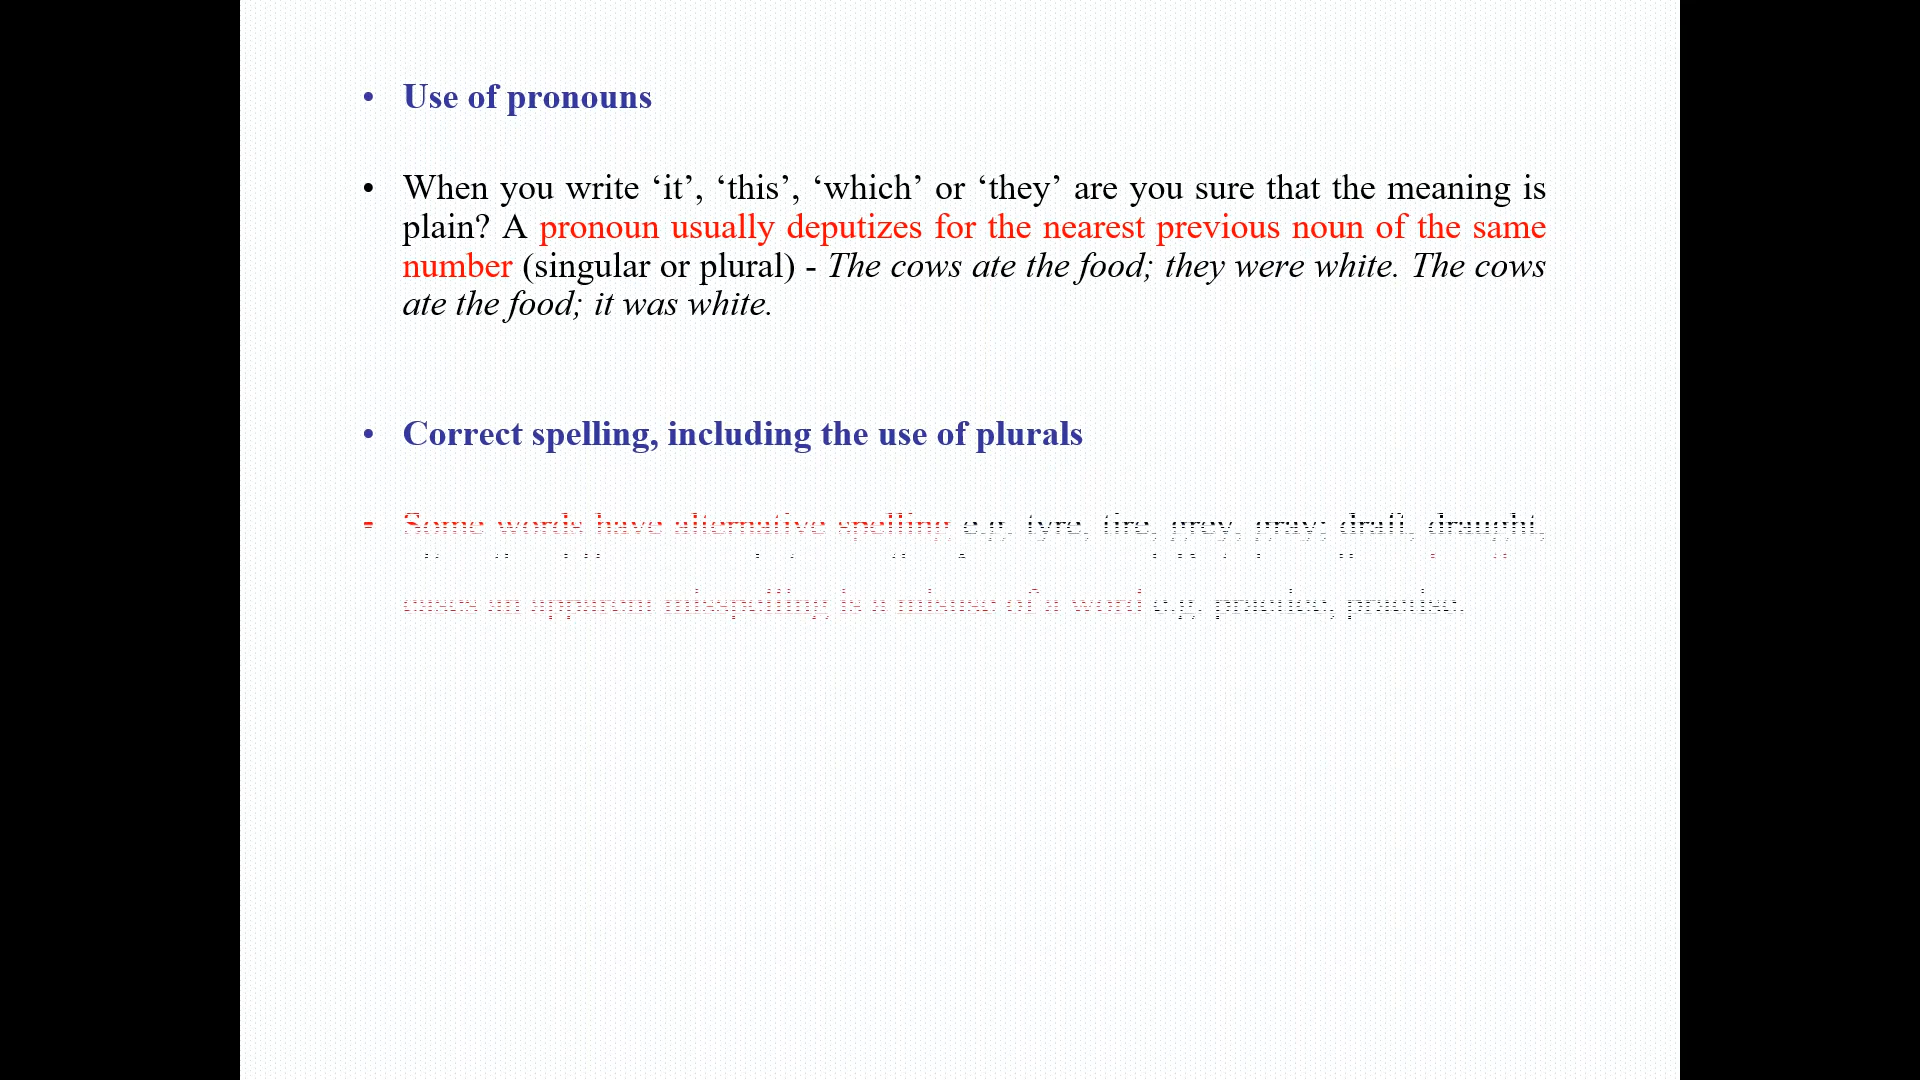 • Use of pronouns
• When you write ‘it’, ‘this’, ‘which’ or ‘they’ are you sure that the meaning is
plain? A pronoun usually deputizes for the nearest previous noun of the same
number (singular or plural) - The cows ate the food; they were white. The cows
ate the food; it was white.
• Correct spelling, including the use of plurals
• Some words have alternative spelling e.g. tyre, tire, grey, gray; draft, draught,
cases an apparent misspelling is a misuse of a word e.g. practice, practise.